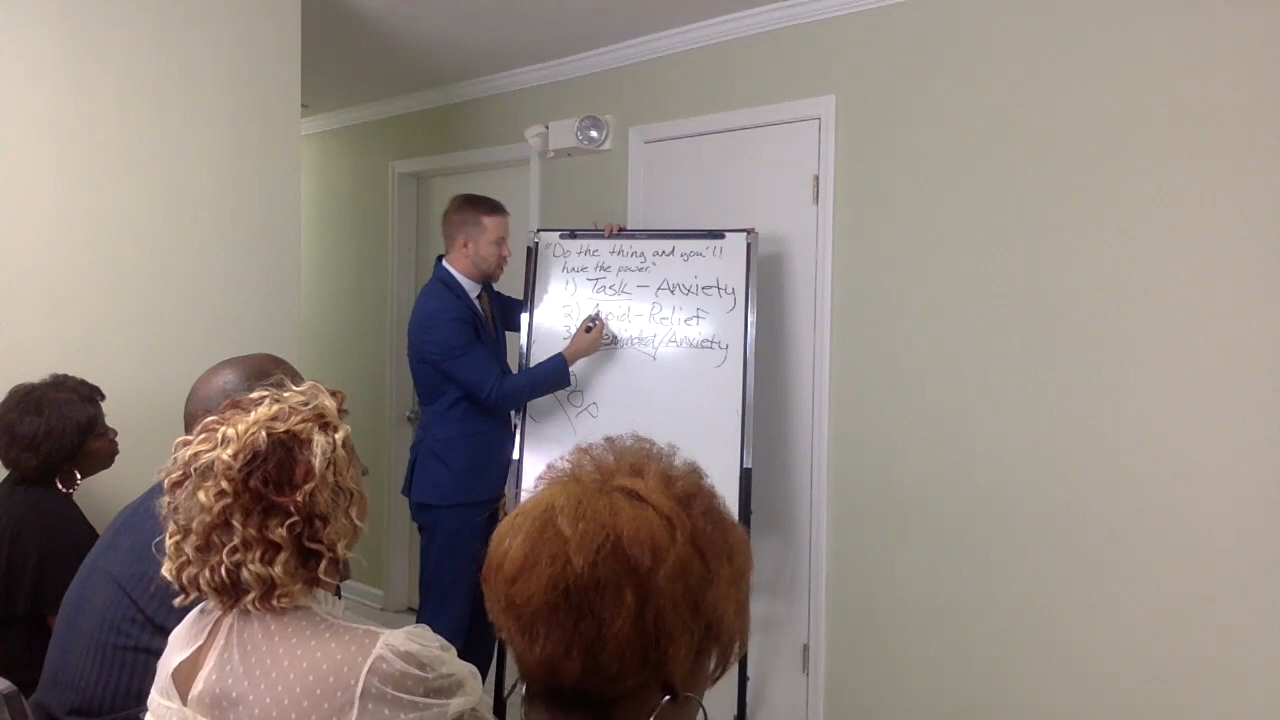 "Do the thing and you'll
have the power."
1) Task - Anxiety
2) Avoid - Relief
3) Reminded/Anxiety